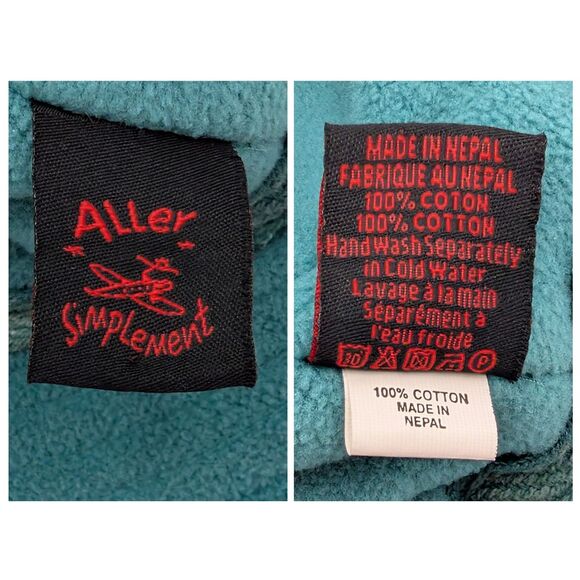 Aller
Simplement
MADE IN NEPAL
FABRIQUE AU NEPAL
100% COTON
100% COTTON
Hand Wash Separately
in Cold Water
Lavage à la main
Séparément à
l'eau froide
30
P
100% COTTON
MADE IN
NEPAL